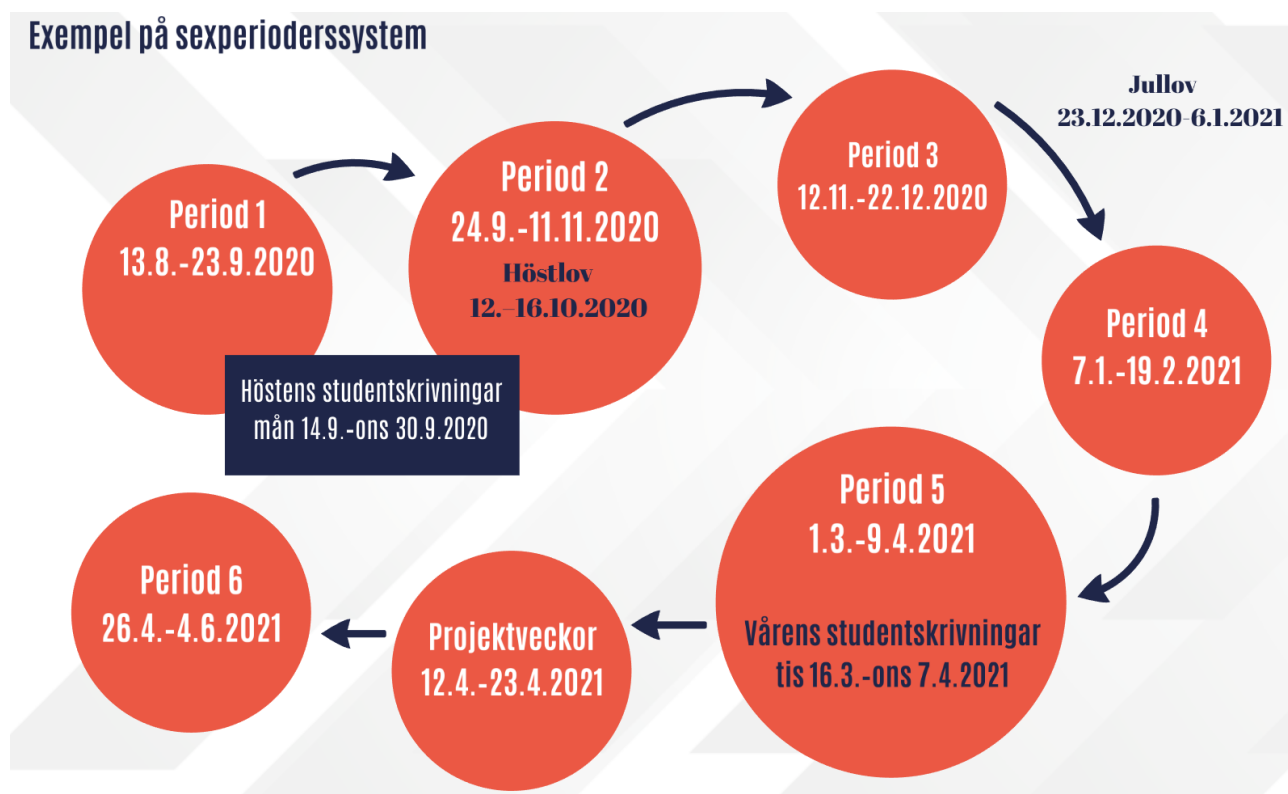 Exempel på sexperioderssystem
Period 1
13.8.-23.9.2020
Period 2
24.9.-11.11.2020
Höstlov
12.-16.10.2020
Höstens studentskrivningar
mån 14.9.-ons 30.9.2020
Period 3
12.11.-22.12.2020
Jullov
23.12.2020-6.1.2021
Period 4
7.1.-19.2.2021
Period 5
1.3.-9.4.2021
Vårens studentskrivningar
tis 16.3.-ons 7.4.2021
Projektveckor
12.4.-23.4.2021
Period 6
26.4.-4.6.2021